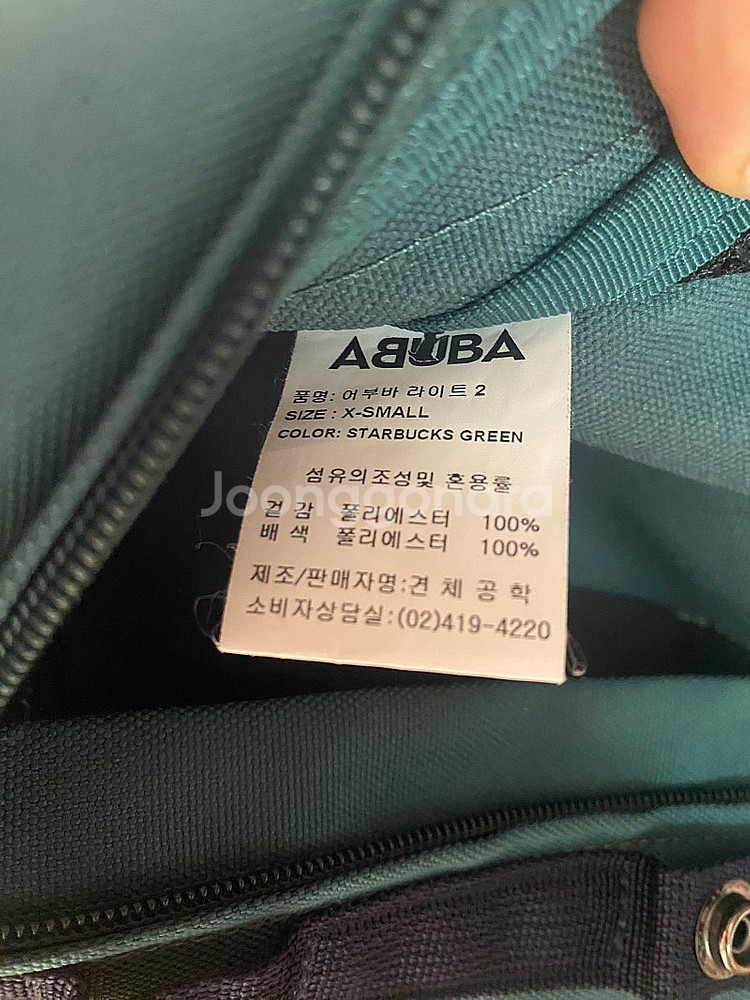 ABUBA
품명: 어부바 라이트 2
SIZE : X-SMALL
COLOR: STARBUCKS GREEN
섬유의조성및 혼용률
Joonggonara
겉 감 폴리에스터 100%
배 색 폴리에스터 100%
제조/판매자명:견 체 공 학
소비자상담실:(02)419-4220